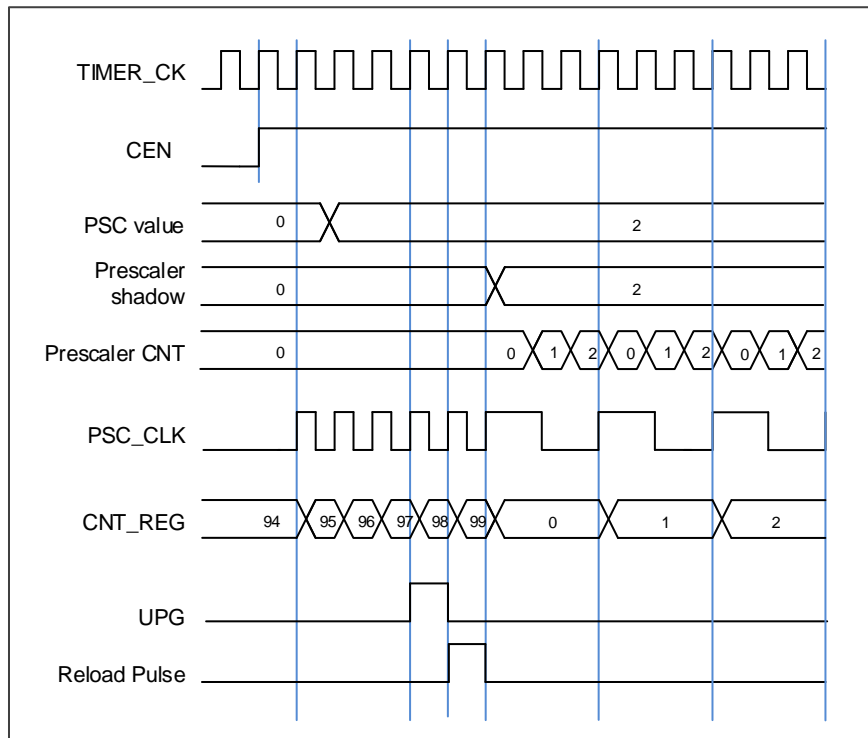 TIMER_CK
CEN
PSC value 0 2
Prescaler shadow 0 2
Prescaler CNT 0 0 1 2 0 1 2 0 1 2
PSC_CLK
CNT_REG 94 95 96 97 98 99 0 1 2
UPG
Reload Pulse